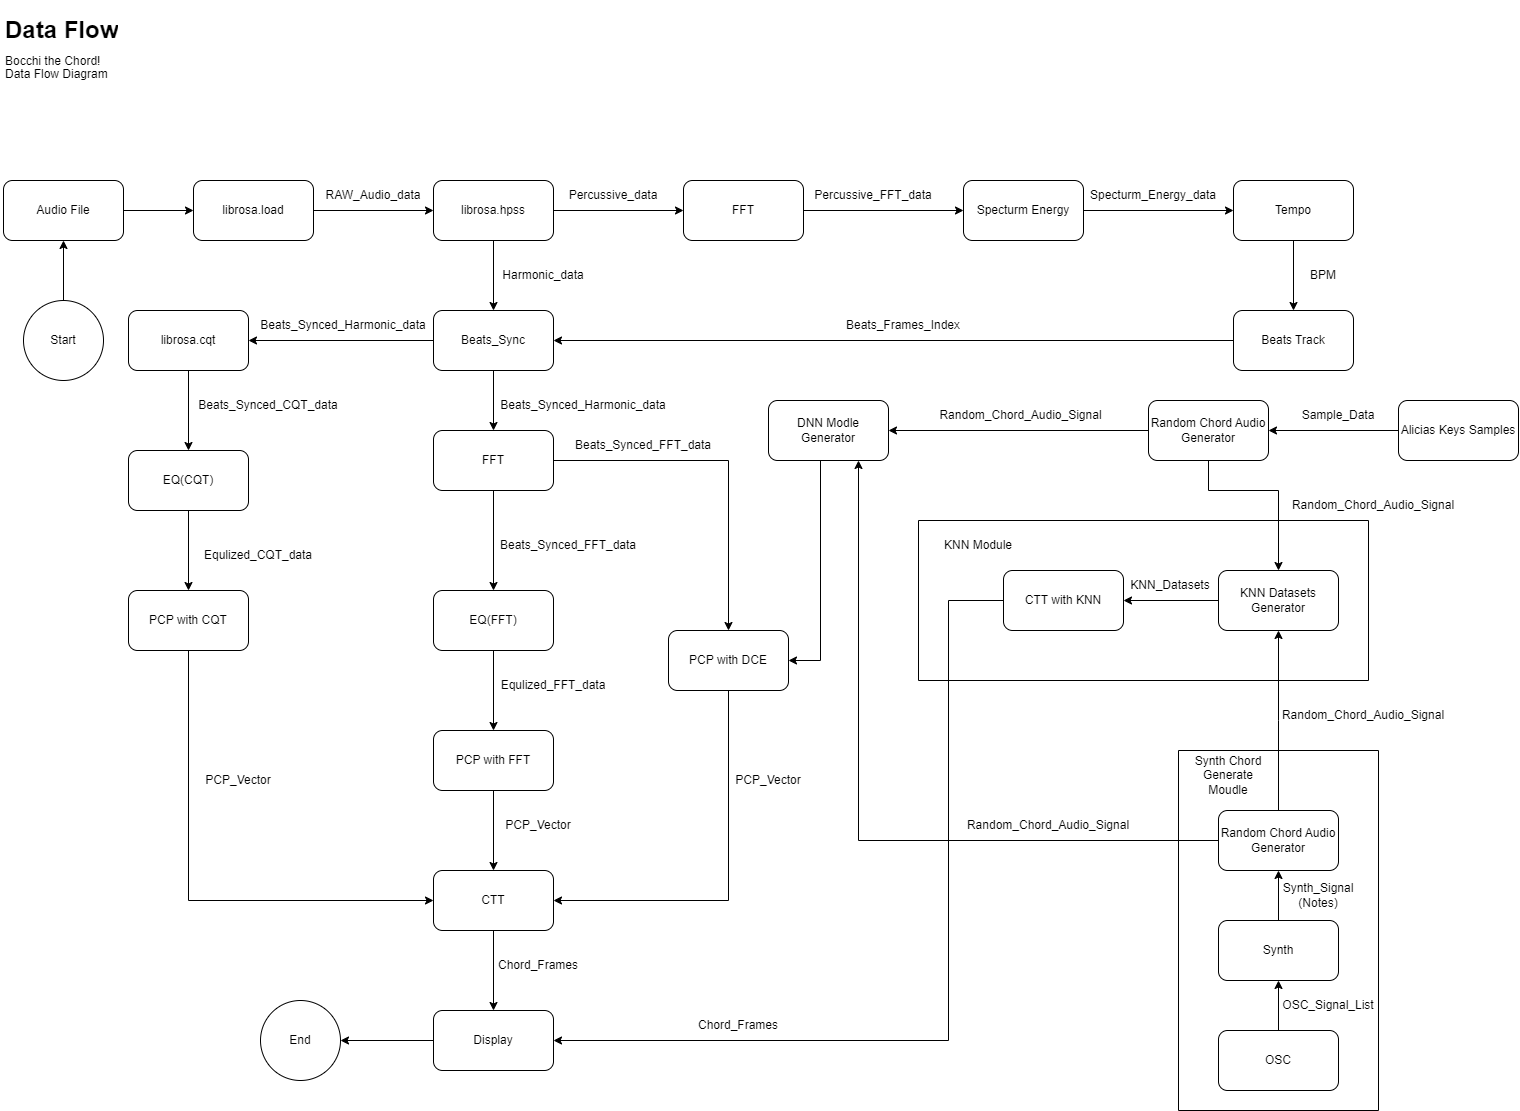 Data Flow
Bocchi the Chord!
Data Flow Diagram
Audio File
librosa.load
RAW_Audio_data
librosa.hpss
Percussive_data
FFT
Percussive_FFT_data
Specturm Energy
Specturm_Energy_data
Tempo
Harmonic_data
BPM
Start
librosa.cqt
Beats_Synced_Harmonic_data
Beats_Sync
Beats_Frames_Index
Beats Track
Beats_Synced_CQT_data
Beats_Synced_Harmonic_data
DNN Modle
Generator
Random_Chord_Audio_Signal
Random Chord Audio
Generator
Sample_Data
Alicias Keys Samples
FFT
Beats_Synced_FFT_data
EQ(CQT)
Random_Chord_Audio_Signal
Equlized_CQT_data
Beats_Synced_FFT_data
KNN Module
PCP with CQT
EQ(FFT)
CTT with KNN
KNN_Datasets
KNN Datasets
Generator
PCP with DCE
Equlized_FFT_data
Random_Chord_Audio_Signal
PCP with FFT
Synth Chord
Generate
Moudle
PCP_Vector
PCP_Vector
PCP_Vector
Random_Chord_Audio_Signal
Random Chord Audio
Generator
CTT
Synth_Signal
(Notes)
Synth
Chord_Frames
OSC_Signal_List
End
Display
Chord_Frames
OSC